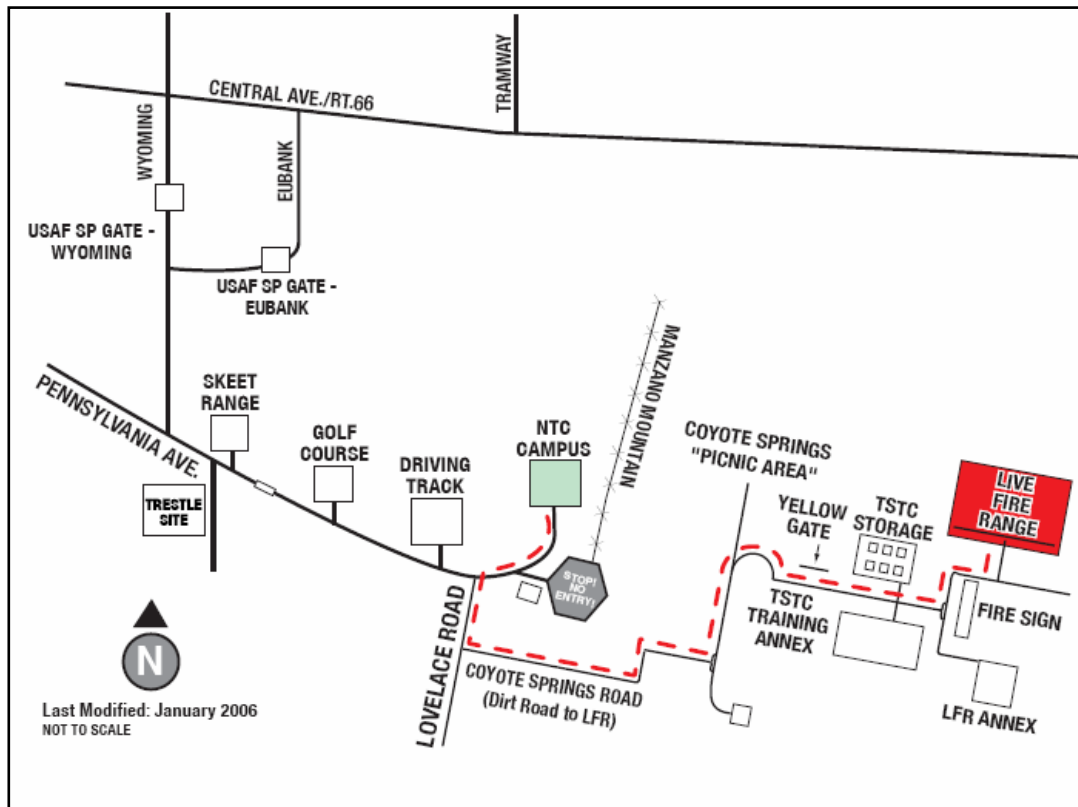 TRAMWAY
CENTRAL AVE./RT.66
WYOMING
EUBANK
USAF SP GATE -
WYOMING
USAF SP GATE -
EUBANK
MANZANO MOUNTAIN
PENNSYLVANIA AVE.
SKEET
RANGE
GOLF
COURSE
DRIVING
TRACK
NTC
CAMPUS
COYOTE SPRINGS
"PICNIC AREA"
YELLOW
GATE
TSTC
STORAGE
LIVE
FIRE
RANGE
TRESTLE
SITE
STOP!
NO
ENTRY!
TSTC
TRAINING
ANNEX
FIRE SIGN
LOVELACE ROAD
COYOTE SPRINGS ROAD
(Dirt Road to LFR)
LFR ANNEX
N
Last Modified: January 2006
NOT TO SCALE